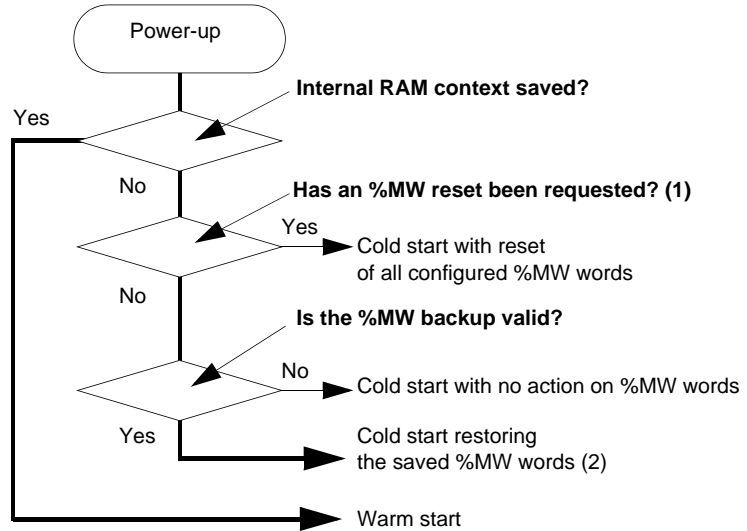 Power-up
Internal RAM context saved?
Yes
No
Has an %MW reset been requested? (1)
Yes
Cold start with reset
of all configured %MW words
No
Is the %MW backup valid?
No
Cold start with no action on %MW words
Yes
Cold start restoring
the saved %MW words (2)
Warm start